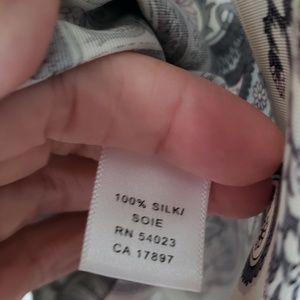 100% SILK/
SOIE
RN 54023
CA 17897